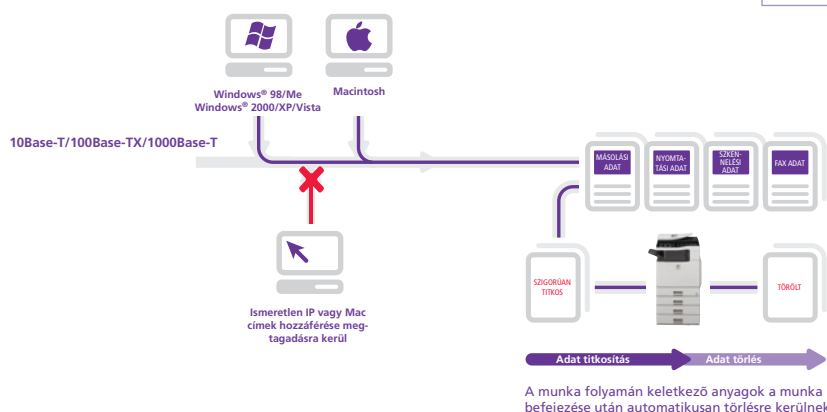 Windows® 98/Me
Windows® 2000/XP/Vista
Macintosh
10Base-T/100Base-TX/1000Base-T
MÁSOLÁSI
ADAT
NYOMTA-
TÁSI ADAT
SZKEN-
NELÉSI
ADAT
FAX ADAT
Ismeretlen IP vagy Mac
címek hozzáférése meg-
tagadásra kerül
SZIGORÚAN
TITKOS
TÖRÖLT
Adat titkosítás
Adat törlés
A munka folyamán keletkező anyagok a munka
befejezése után automatikusan törlésre kerülnek